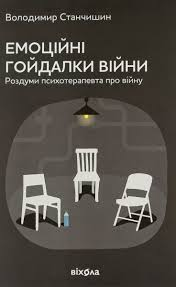 Володимир Станчишин
ЕМОЦІЙНІ
ГОЙДАЛКИ ВІЙНИ
Роздуми психотерапевта про війну
віхола